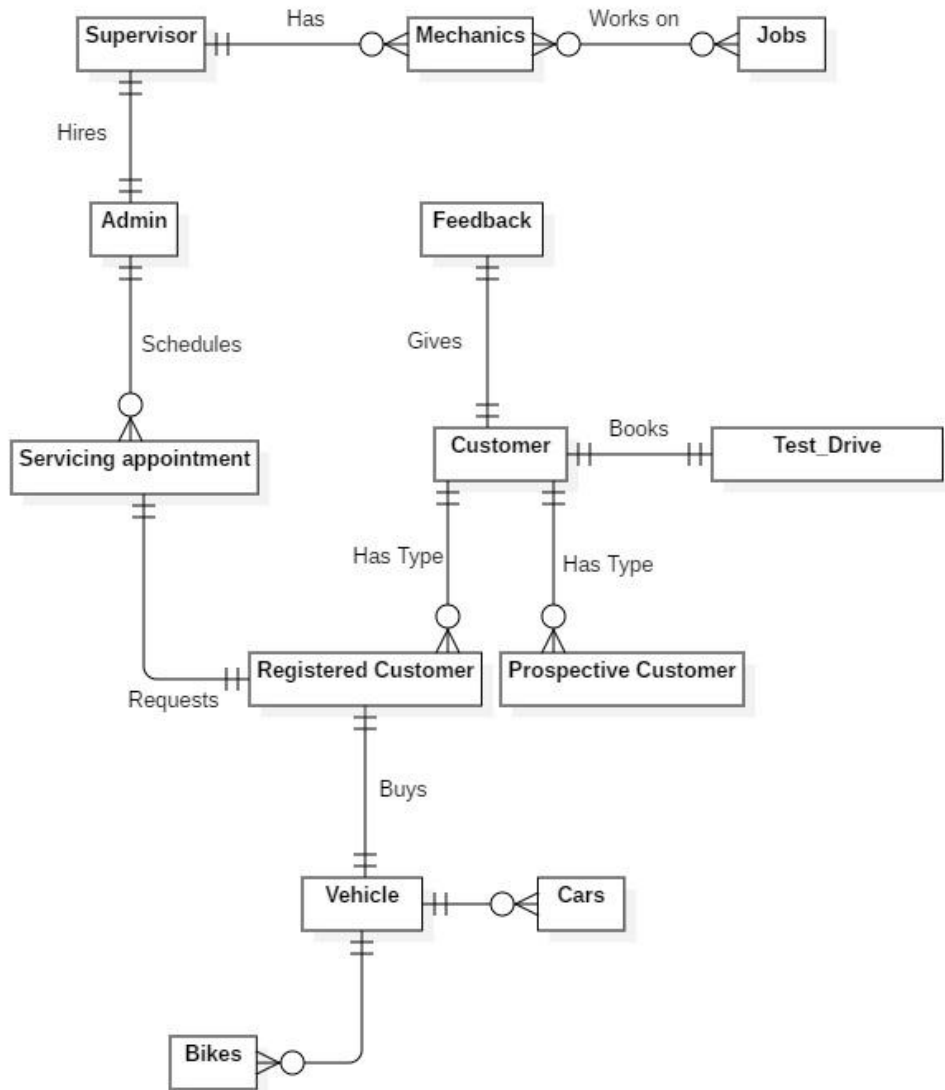 Has
Works on
Supervisor
Mechanics
Jobs
Hires
Admin
Feedback
Schedules
Gives
Books
Servicing appointment
Customer
Test_Drive
Has Type
Has Type
Registered Customer
Prospective Customer
Requests
Buys
Vehicle
Cars
Bikes